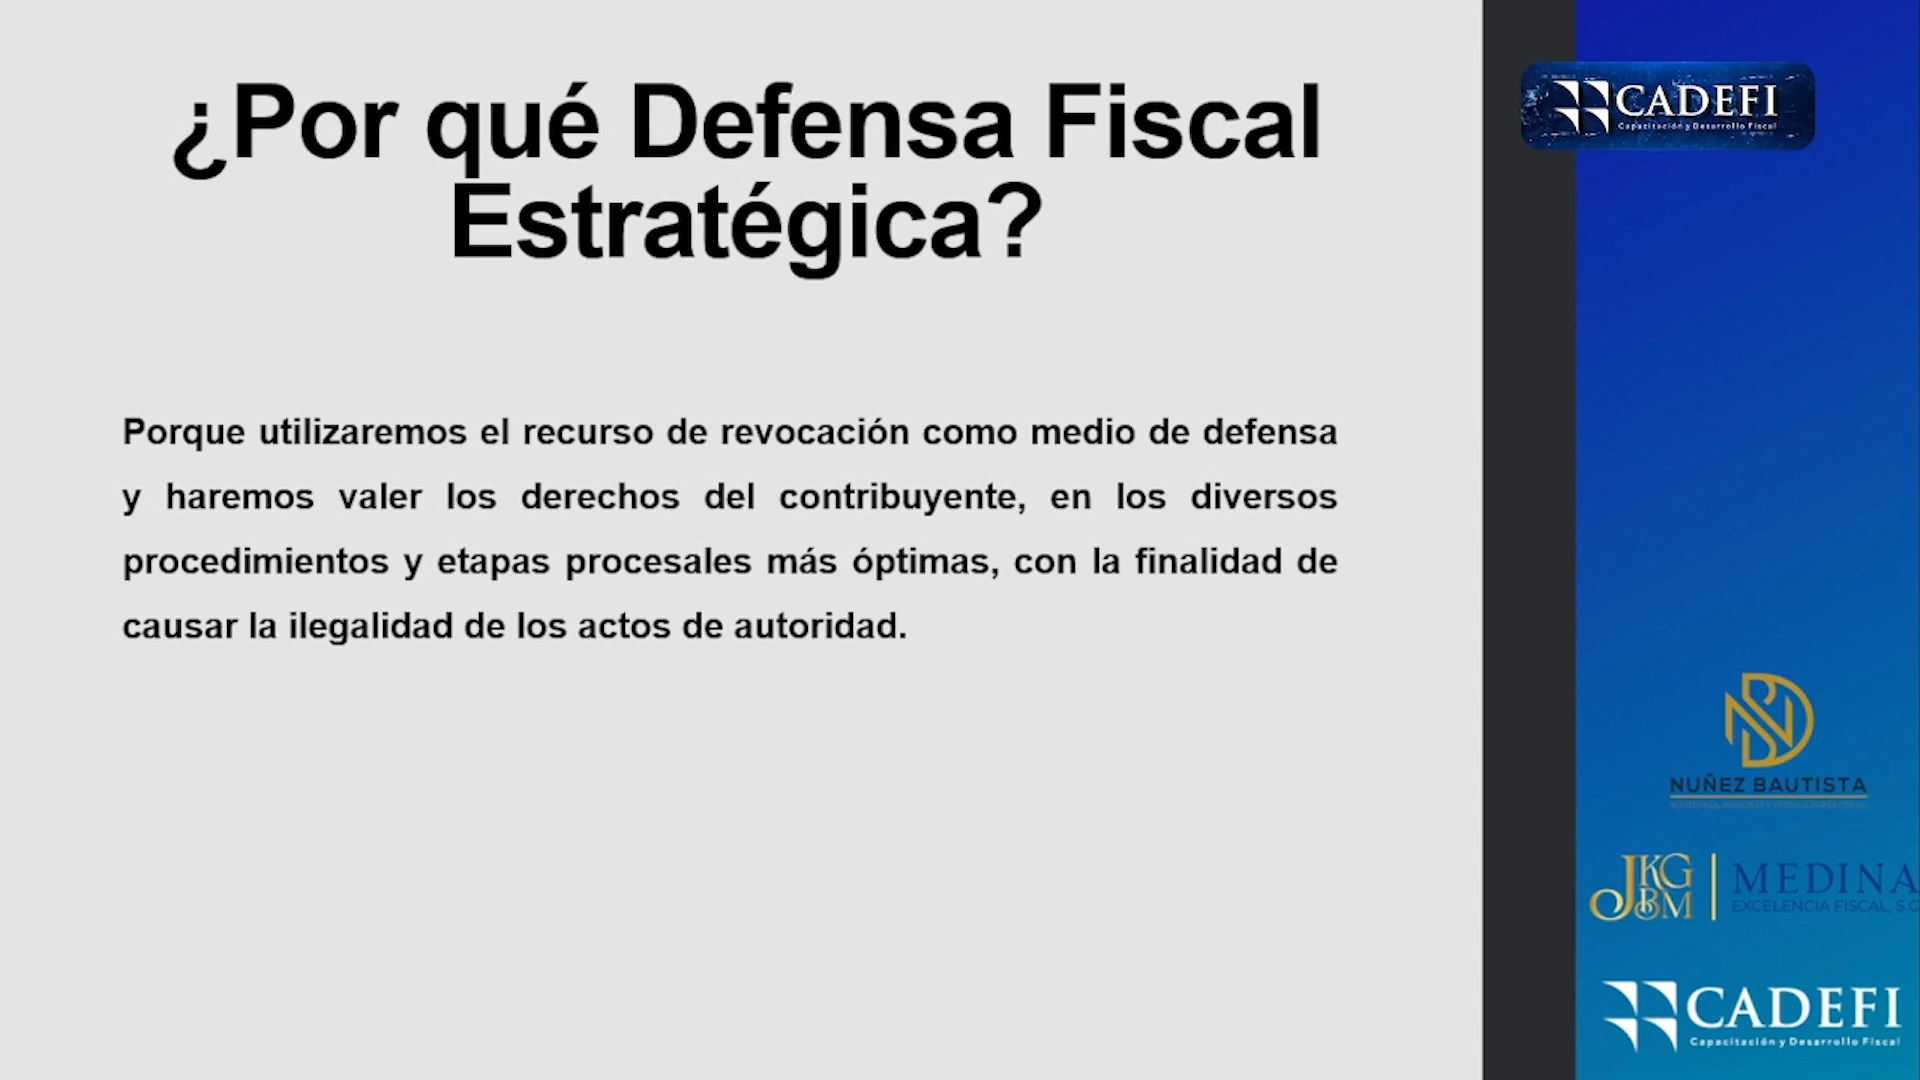 ¿Por qué Defensa Fiscal
Estratégica?
Porque utilizaremos el recurso de revocación como medio de defensa
y haremos valer los derechos del contribuyente, en los diversos
procedimientos y etapas procesales más óptimas, con la finalidad de
causar la ilegalidad de los actos de autoridad.
CADEFI
Capacitación y Desarrollo Fiscal
NUÑEZ BAUTISTA
JKG
BM
MEDINA
EXCELENCIA FISCAL, S.C
CADEFI
Capacitación y Desarrollo Fiscal